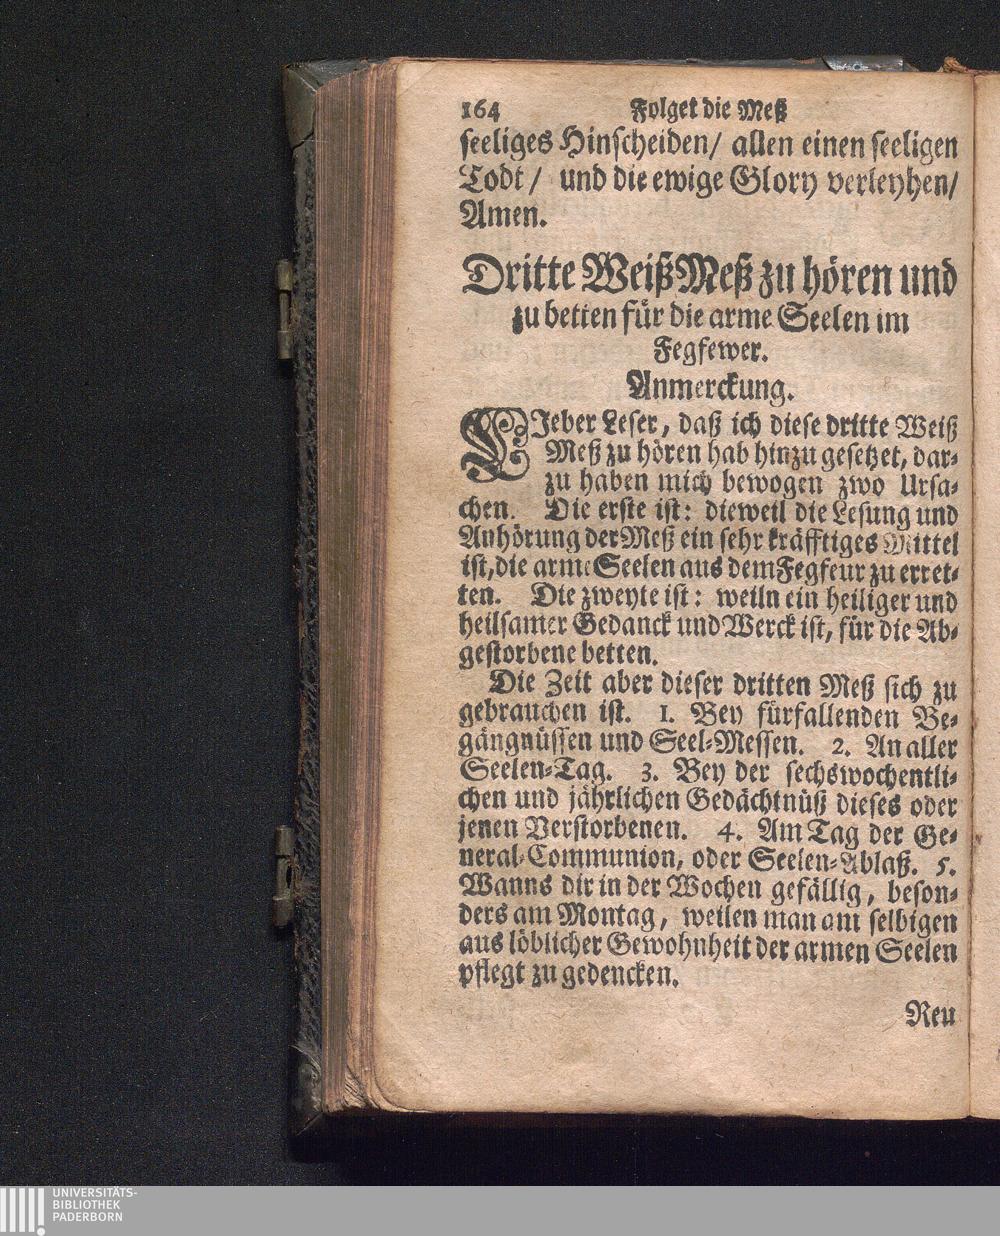 164 Folget die Meß
seeliges Hinscheiden/ allen einen seeligen
Todt/ und die ewige Glory verleyhen/
Amen.
Dritte Weiß Meß zu hören und
zu betten für die arme Seelen im
Fegfewer.
Anmerckung.
LIeber Leser, daß ich diese dritte Weiß
Meß zu hören hab hinzu gesetzet, dar-
zu haben mich bewogen zwo Ursa-
chen. Die erste ist: dieweil die Lesung und
Anhörung der Meß ein sehr kräfftiges Mittel
ist, die arme Seelen aus dem Fegfeur zu erret-
ten. Die zweyte ist: weiln ein heiliger und
heilsamer Gedanck und Werck ist, für die Ab-
gestorbene betten.
Die Zeit aber dieser dritten Meß sich zu
gebrauchen ist. 1. Bey fürfallenden Be-
gängnüssen und Seel-Messen. 2. An aller
Seelen-Tag. 3. Bey der sechswochentli-
chen und jährlichen Gedächtnüß dieses oder
jenen Verstorbenen. 4. Am Tag der Ge-
neral-Communion, oder Seelen-Ablaß. 5.
Wanns dir in der Wochen gefällig, beson-
ders am Montag, weilen man am selbigen
aus löblicher Gewohnheit der armen Seelen
pflegt zu gedencken.
Reu
UNIVERSITÄTS-
BIBLIOTHEK
PADERBORN